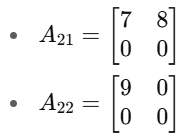 • A₂₁ = [7 8
0 0]
• A₂₂ = [9 0
0 0]